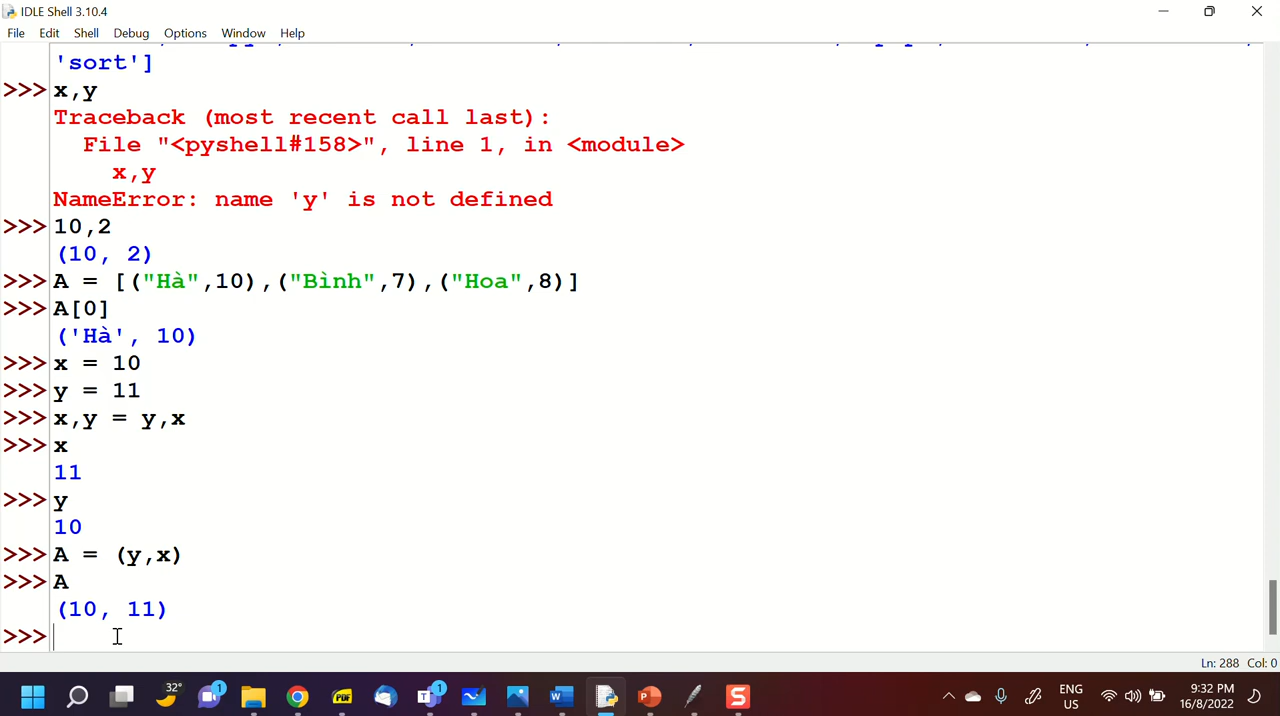 IDLE Shell 3.10.4
File Edit Shell Debug Options Window Help
'sort']
>>> x,y
Traceback (most recent call last):
File "<pyshell#158>", line 1, in <module>
x,y
NameError: name 'y' is not defined
>>> 10,2
(10, 2)
>>> A = [("Hà",10),("Bình",7),("Hoa",8)]
>>> A[0]
('Hà', 10)
>>> x = 10
>>> y = 11
>>> x,y = y,x
>>> x
11
>>> y
10
>>> A = (y,x)
>>> A
(10, 11)
>>>
Ln: 288 Col: 0
32° 1 PDF 1 T W P S ENG 9:32 PM
US 16/8/2022